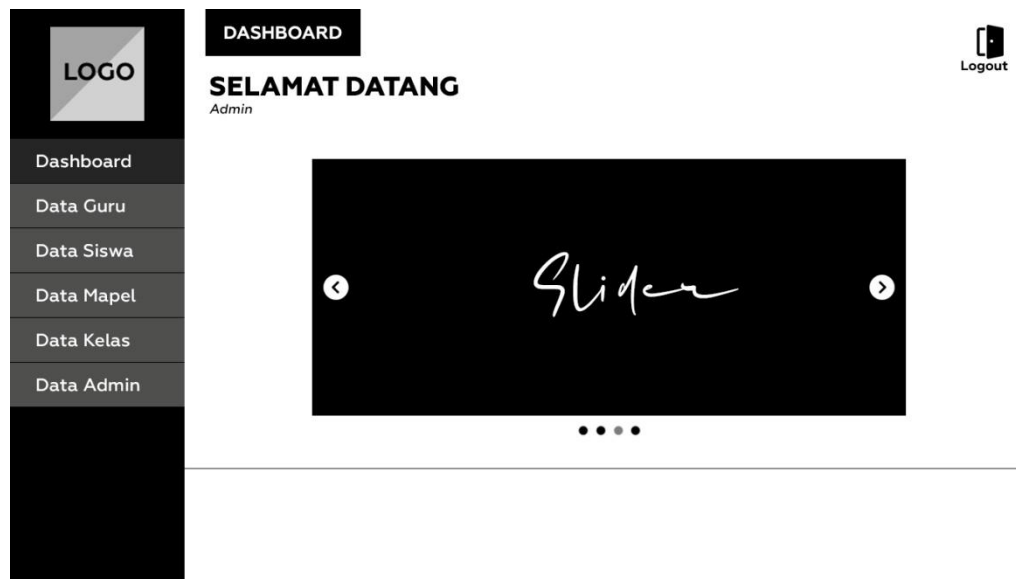 LOGO
Dashboard
Data Guru
Data Siswa
Data Mapel
Data Kelas
Data Admin
DASHBOARD
SELAMAT DATANG
Admin
Logout
Slider